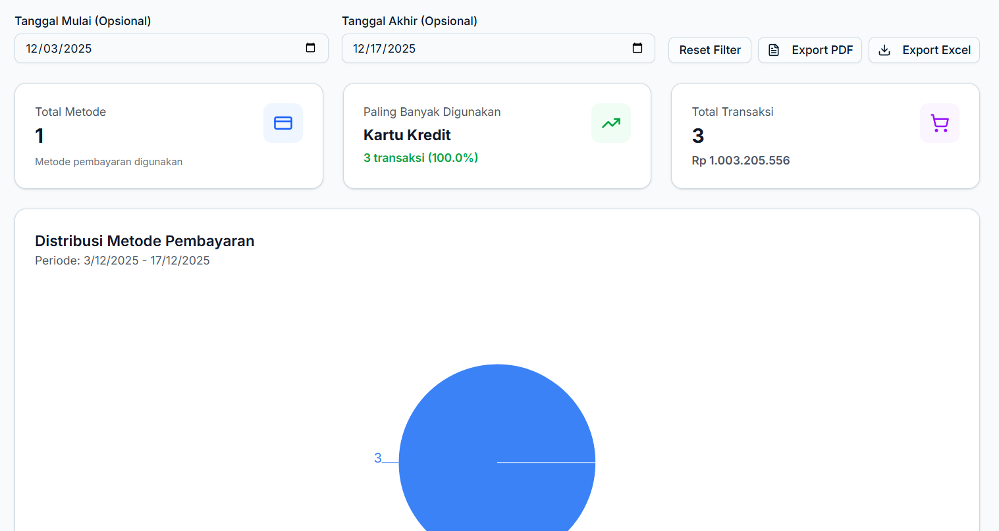 Tanggal Mulai (Opsional)
12/03/2025
Tanggal Akhir (Opsional)
12/17/2025
Reset Filter
Export PDF
Export Excel
Total Metode
1
Metode pembayaran digunakan
Paling Banyak Digunakan
Kartu Kredit
3 transaksi (100.0%)
Total Transaksi
3
Rp 1.003.205.556
Distribusi Metode Pembayaran
Periode: 3/12/2025 - 17/12/2025
3